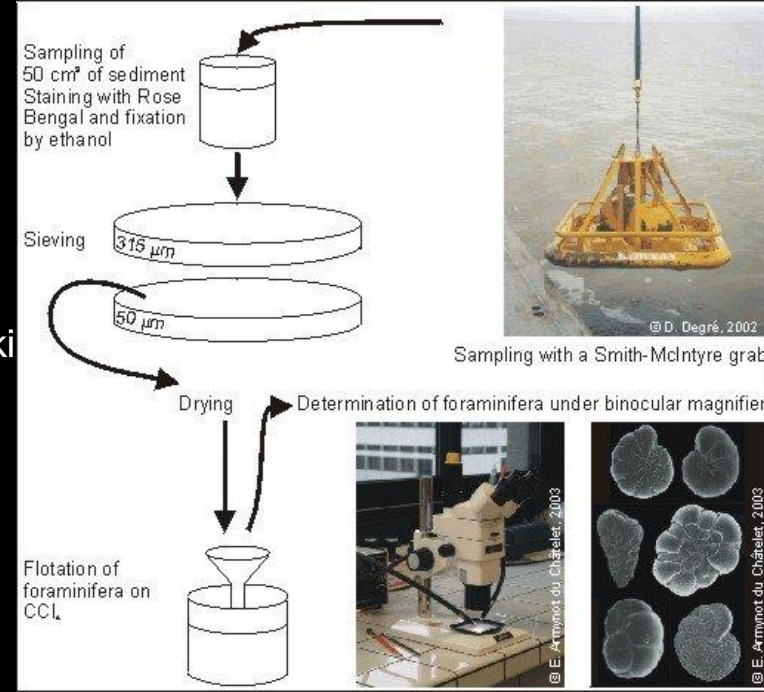 Sampling of
50 cm³ of sediment
Staining with Rose
Bengal and fixation
by ethanol
Sieving
315 µm
50 µm
ki
© D. Degré, 2002
Sampling with a Smith-McIntyre grab
Drying
Determination of foraminifera under binocular magnifier
Flotation of
foraminifera on
CCl₄
© E. Armynot du Châtelet, 2003
© E. Armynot du Châtelet, 2003